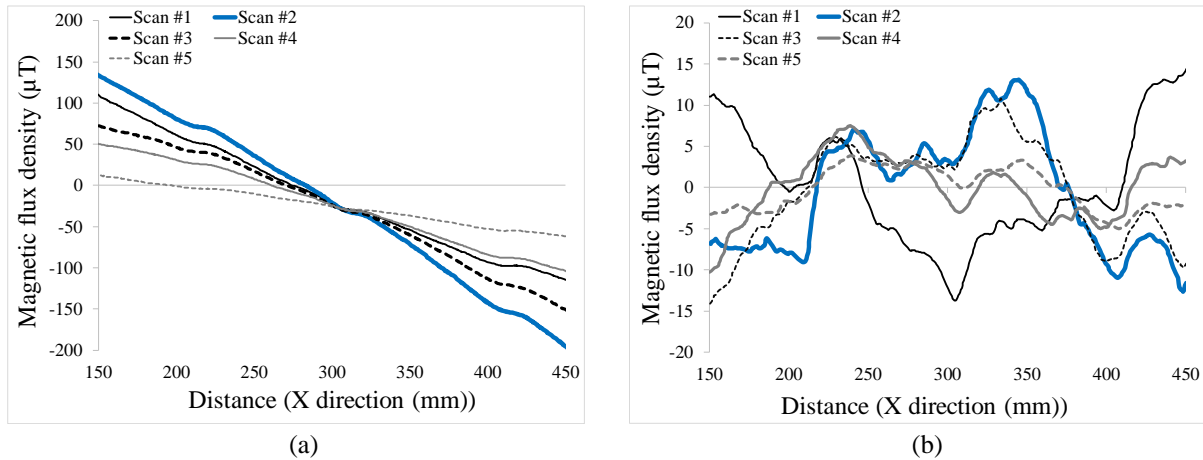 Scan #1 Scan #2
Scan #3 Scan #4
Scan #5
200
150
100
50
0
-50
-100
-150
-200
150 200 250 300 350 400 450
Magnetic flux density (µT)
Distance (X direction (mm))
(a)
Scan #1 Scan #2
Scan #3 Scan #4
Scan #5
20
15
10
5
0
-5
-10
-15
-20
150 200 250 300 350 400 450
Magnetic flux density (µT)
Distance (X direction (mm))
(b)